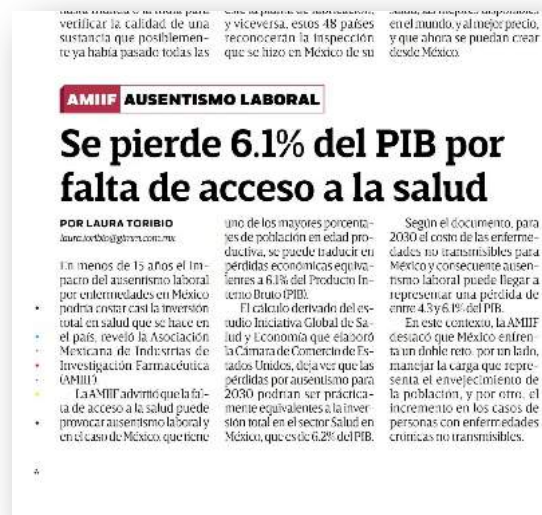 verificar la calidad de una
sustancia que posiblemen-
te ya había pasado todas las
y viceversa, estos 48 países
reconocerán la inspección
que se hizo en México de su
en el mundo, y al mejor precio,
y que ahora se puedan crear
desde México.
AMIIF AUSENTISMO LABORAL
Se pierde 6.1% del PIB por
falta de acceso a la salud
POR LAURA TORIBIO
laura.toribio@gimm.com.mx
En menos de 15 años el im-
pacto del ausentismo laboral
por enfermedades en México
podría costar casi la inversión
total en salud que se hace en
el país, reveló la Asociación
Mexicana de Industrias de
Investigación Farmacéutica
(AMIIF).
La AMIIF advirtió que la fal-
ta de acceso a la salud puede
provocar ausentismo laboral y
en el caso de México, que tiene
uno de los mayores porcenta-
jes de población en edad pro-
ductiva, se puede traducir en
pérdidas económicas equiva-
lentes a 6.1% del Producto In-
terno Bruto (PIB).
El cálculo derivado del es-
tudio Iniciativa Global de Sa-
lud y Economía que elaboró
la Cámara de Comercio de Es-
tados Unidos, deja ver que las
pérdidas por ausentismo para
2030 podrían ser práctica-
mente equivalentes a la inver-
sión total en el sector Salud en
México, que es de 6.2% del PIB.
Según el documento, para
2030 el costo de las enferme-
dades no transmisibles para
México y consecuente ausen-
tismo laboral puede llegar a
representar una pérdida de
entre 4.3 y 6.1% del PIB.
En este contexto, la AMIIF
destacó que México enfren-
ta un doble reto: por un lado,
manejar la carga que repre-
senta el envejecimiento de
la población, y por otro, el
incremento en los casos de
personas con enfermedades
crónicas no transmisibles.